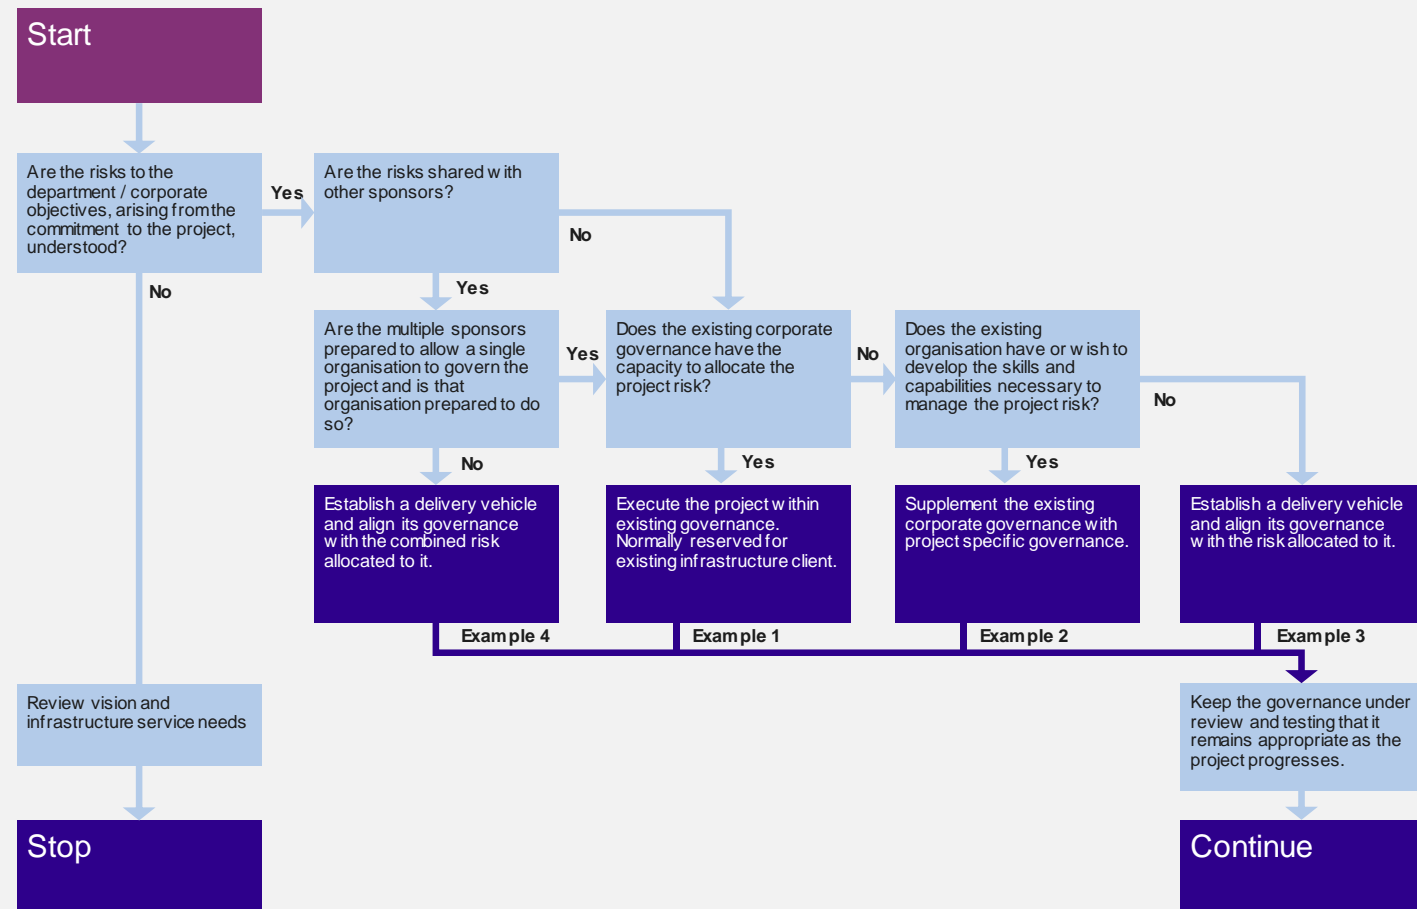 Start
Are the risks to the
department / corporate
objectives, arising from the
commitment to the project,
understood?
Yes
Are the risks shared with
other sponsors?
No
No
Yes
Are the multiple sponsors
prepared to allow a single
organisation to govern the
project and is that
organisation prepared to do
so?
Yes
Does the existing corporate
governance have the
capacity to allocate the
project risk?
No
Does the existing
organisation have or wish to
develop the skills and
capabilities necessary to
manage the project risk?
No
No
Yes
Yes
Establish a delivery vehicle
and align its governance
with the combined risk
allocated to it.
Execute the project within
existing governance.
Normally reserved for
existing infrastructure client.
Supplement the existing
corporate governance with
project specific governance.
Establish a delivery vehicle
and align its governance
with the risk allocated to it.
Example 4
Example 1
Example 2
Example 3
Review vision and
infrastructure service needs
Keep the governance under
review and testing that it
remains appropriate as the
project progresses.
Stop
Continue